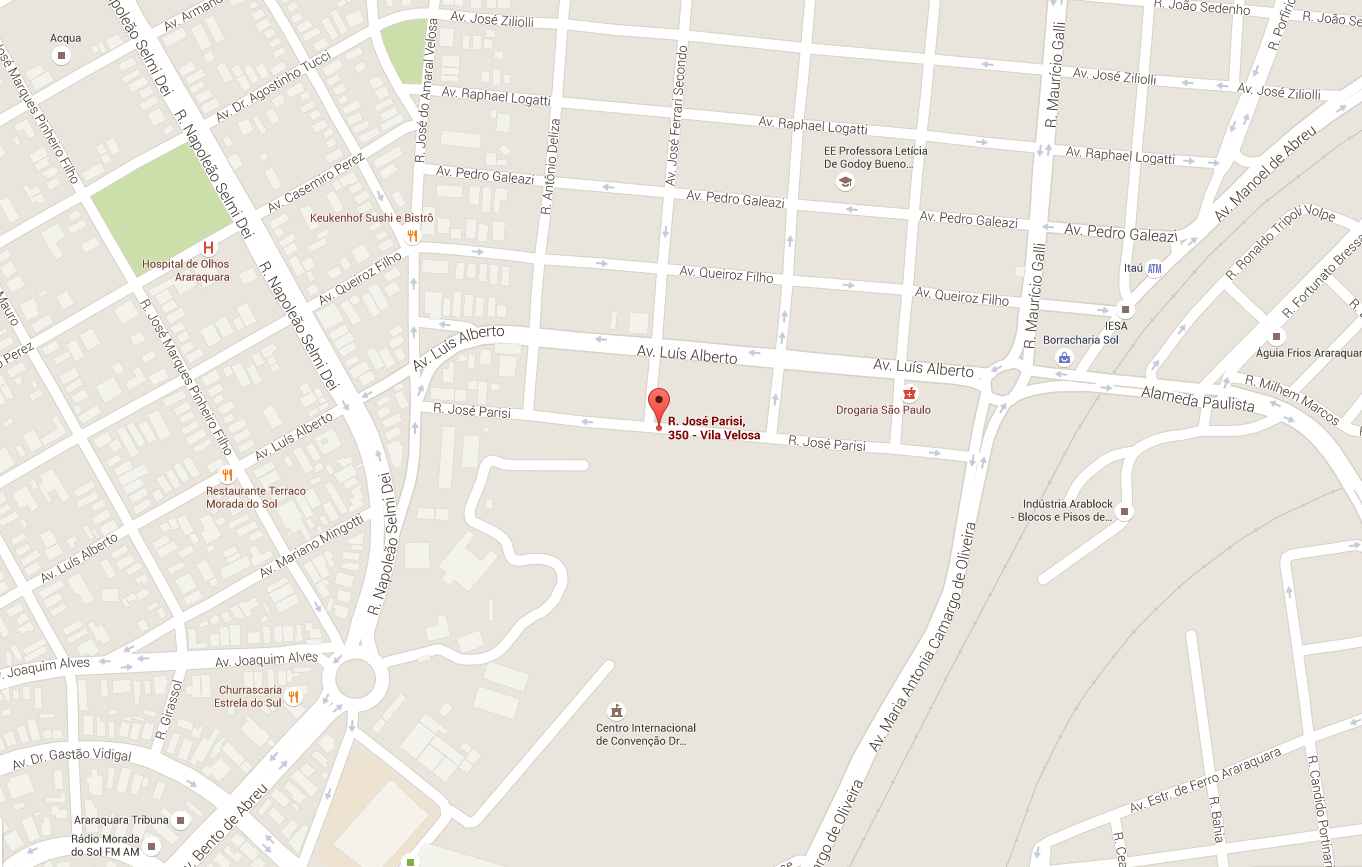 Av. José Ziliolli
R. João Sedenho
R. João S
Av. Armand
R. Porfírio
Acqua
R. Napoleão Selmi Dei
R. José do Amaral Velosa
R. Maurício Galli
Av. Dr. Agostinho Tucci
Av. José Ferrari Secondo
Av. José Ziliolli
Av. José Ziliolli
José Marques Pinheiro Filho
Av. Raphael Logatti
Av. Raphael Logatti
R. Napoleão Selmi Dei
R. Antônio Deliza
EE Professora Letícia
De Godoy Bueno...
Av. Raphael Logatti
Av. Manoel de Abreu
Av. Casemiro Perez
Av. Pedro Galeazi
Av. Pedro Galeazi
Av. Pedro Galeazi
Av. Pedro Galeazi
Keukenhof Sushi e Bistrô
R. Ronaldo Tripoli Volpe
H
Hospital de Olhos
Araraquara
Av. Queiroz Filho
Av. Queiroz Filho
Av. Queiroz Filho
R. Maurício Galli
Itaú
ATM
R. Fortunato Bressa
Mauro
R. Napoleão Selmi Dei
IESA
Borracharia Sol
Perez
R. José Marques Pinheiro Filho
Av. Luís Alberto
Av. Luís Alberto
Av. Luís Alberto
Águia Frios Araraquar
R.
R. Milhem Marcos
Alameda Paulista
Drogaria São Paulo
R. José Parisi
R. José Parisi,
350 - Vila Velosa
R. José Parisi
Av. Luís Alberto
Restaurante Terraco
Morada do Sol
Indústria Arablock
- Blocos e Pisos de...
Av. Mariano Mingotti
Av. Luís Alberto
R. Napoleão Selmi Dei
Av. Maria Antonia Camargo de Oliveira
. Joaquim Alves
Av. Joaquim Alves
Churrascaria
Estrela do Sul
R. Girassol
Centro Internacional
de Convenção Dr...
Av. Dr. Gastão Vidigal
Av. Estr. de Ferro Araraquara
R. Candido Portinari
R. Bahia
R. Cea
Araraquara Tribuna
Rádio Morada
do Sol FM AM
Av. Bento de Abreu
margo de Oliveira